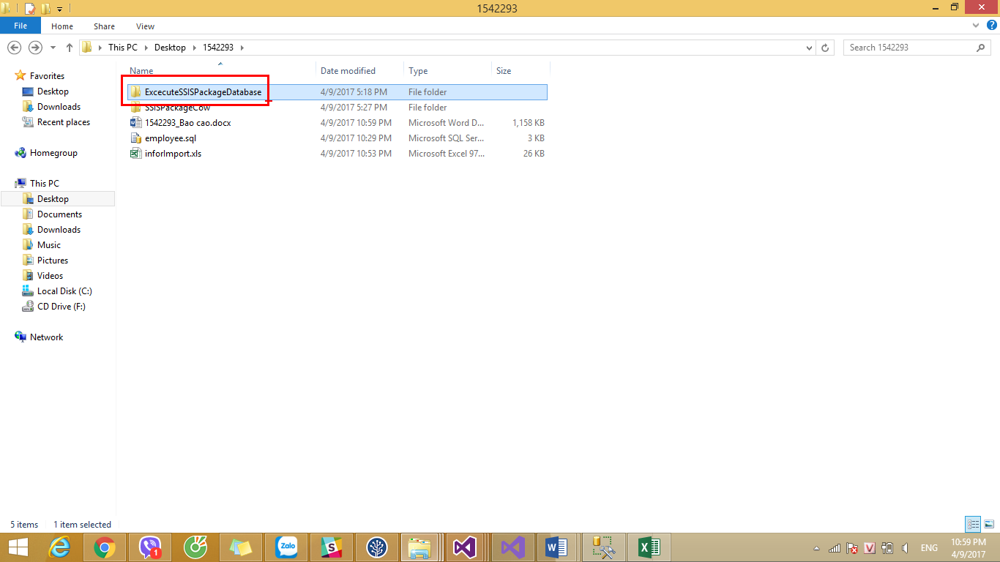 1542293
File Home Share View
This PC Desktop 1542293 Search 1542293
Name Date modified Type Size
Favorites
Desktop
Downloads
Recent places
Homegroup
This PC
Desktop
Documents
Downloads
Music
Pictures
Videos
Local Disk (C:)
CD Drive (F:)
Network
ExcecuteSSISPackageDatabase 4/9/2017 5:18 PM File folder
SSISPackageCow 4/9/2017 5:27 PM File folder
1542293_Bao cao.docx 4/9/2017 10:59 PM Microsoft Word D... 1,158 KB
employee.sql 4/9/2017 10:29 PM Microsoft SQL Ser... 3 KB
inforImport.xls 4/9/2017 10:53 PM Microsoft Excel 97... 26 KB
5 items 1 item selected
1
Zalo
ENG
10:59 PM
4/9/2017